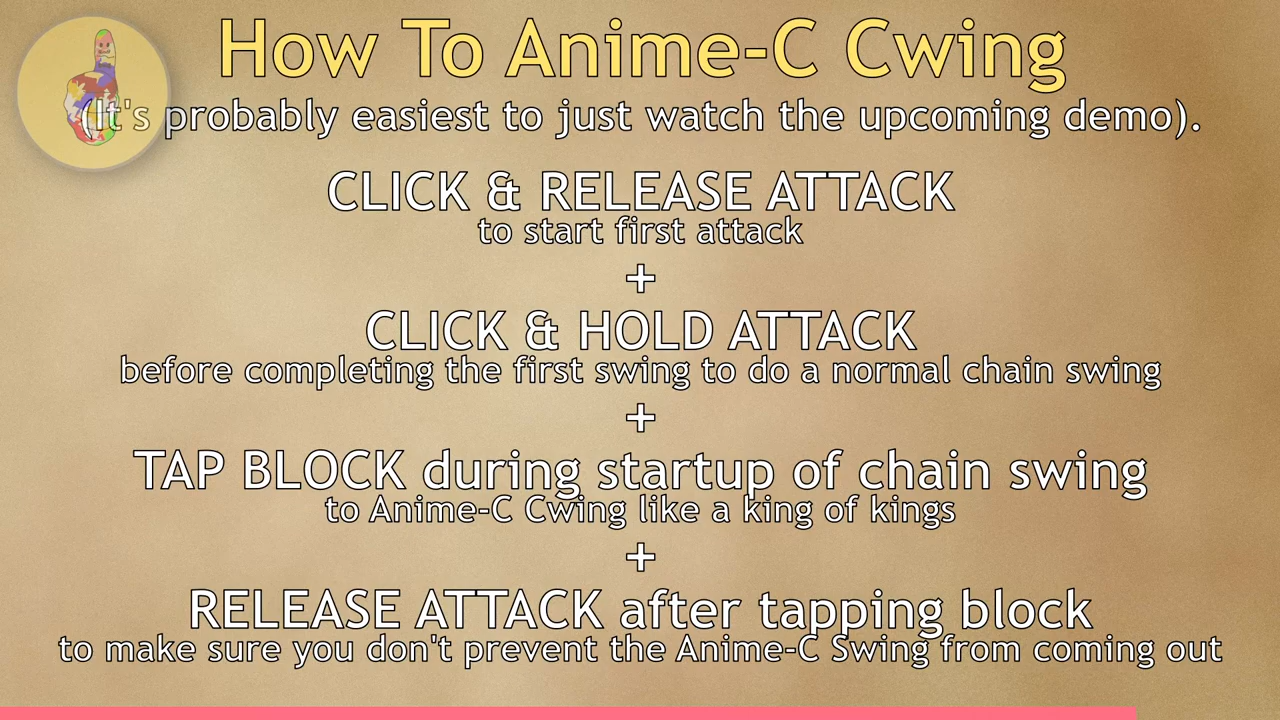 How To Anime-C Cwing
(It's probably easiest to just watch the upcoming demo).
CLICK & RELEASE ATTACK
to start first attack
+
CLICK & HOLD ATTACK
before completing the first swing to do a normal chain swing
+
TAP BLOCK during startup of chain swing
to Anime-C Cwing like a king of kings
+
RELEASE ATTACK after tapping block
to make sure you don't prevent the Anime-C Swing from coming out